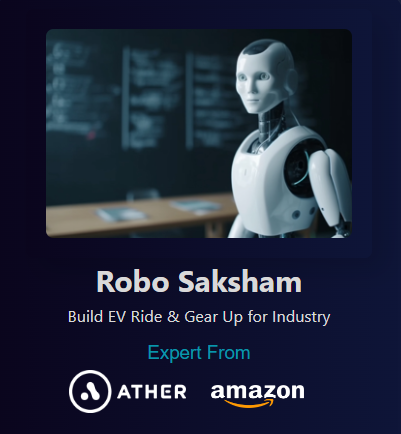 Robo Saksham
Build EV Ride & Gear Up for Industry
Expert From
ATHER amazon